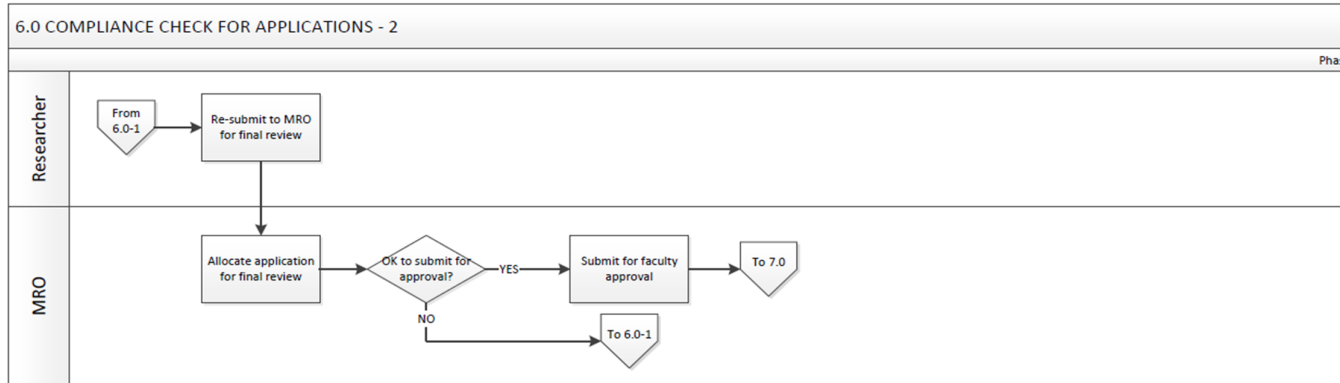 6.0 COMPLIANCE CHECK FOR APPLICATIONS - 2
Pha
Researcher
From
6.0-1
Re-submit to MRO
for final review
MRO
Allocate application
for final review
OK to submit for
approval?
YES
Submit for faculty
approval
To 7.0
NO
To 6.0-1